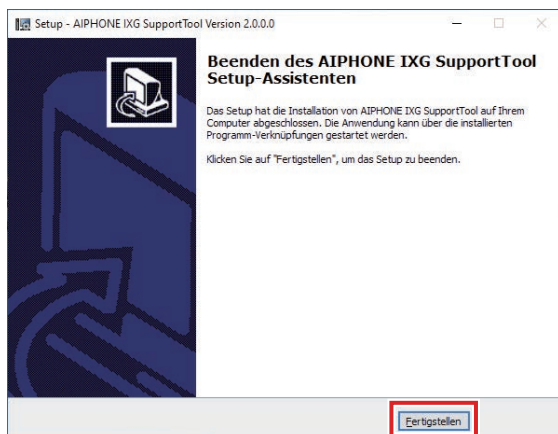 Setup - AIPHONE IXG SupportTool Version 2.0.0.0
Beenden des AIPHONE IXG SupportTool
Setup-Assistenten
Das Setup hat die Installation von AIPHONE IXG SupportTool auf Ihrem
Computer abgeschlossen. Die Anwendung kann über die installierten
Programm-Verknüpfungen gestartet werden.
Klicken Sie auf "Fertigstellen", um das Setup zu beenden.
Fertigstellen